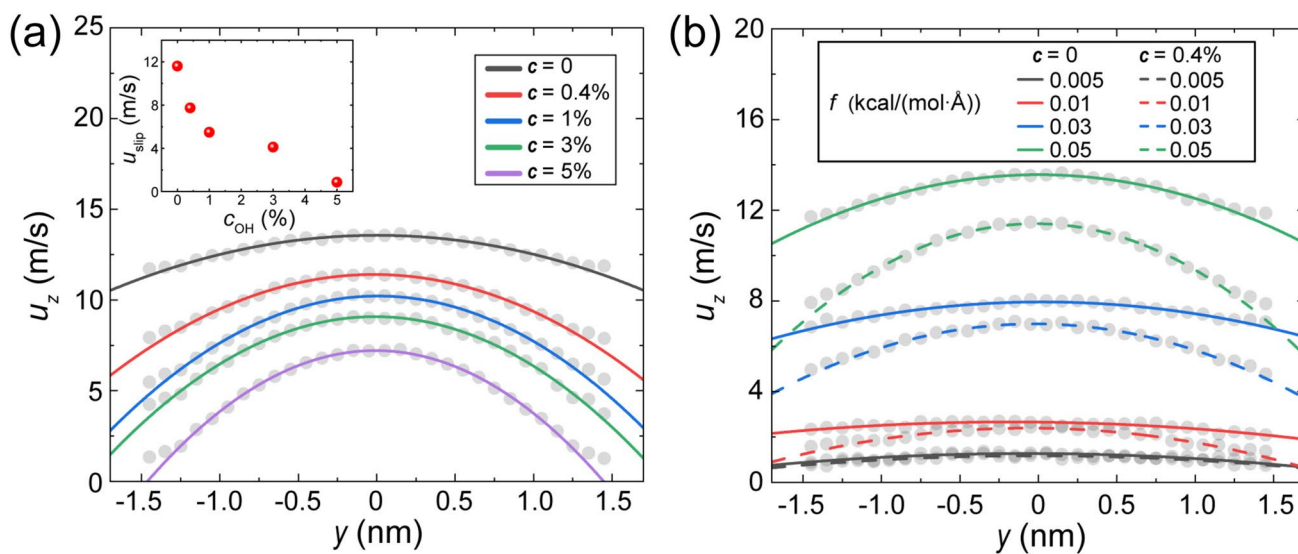 (a)
25
20
15
10
5
0
u_z (m/s)
-1.5 -1.0 -0.5 0 0.5 1.0 1.5
y (nm)
12
8
4
0
u_slip (m/s)
0 1 2 3 4 5
c_OH (%)
c = 0
c = 0.4%
c = 1%
c = 3%
c = 5%
(b)
20
16
12
8
4
0
u_z (m/s)
-1.5 -1.0 -0.5 0 0.5 1.0 1.5
y (nm)
c = 0 c = 0.4%
f (kcal/(mol·Å))
0.005 0.005
0.01 0.01
0.03 0.03
0.05 0.05